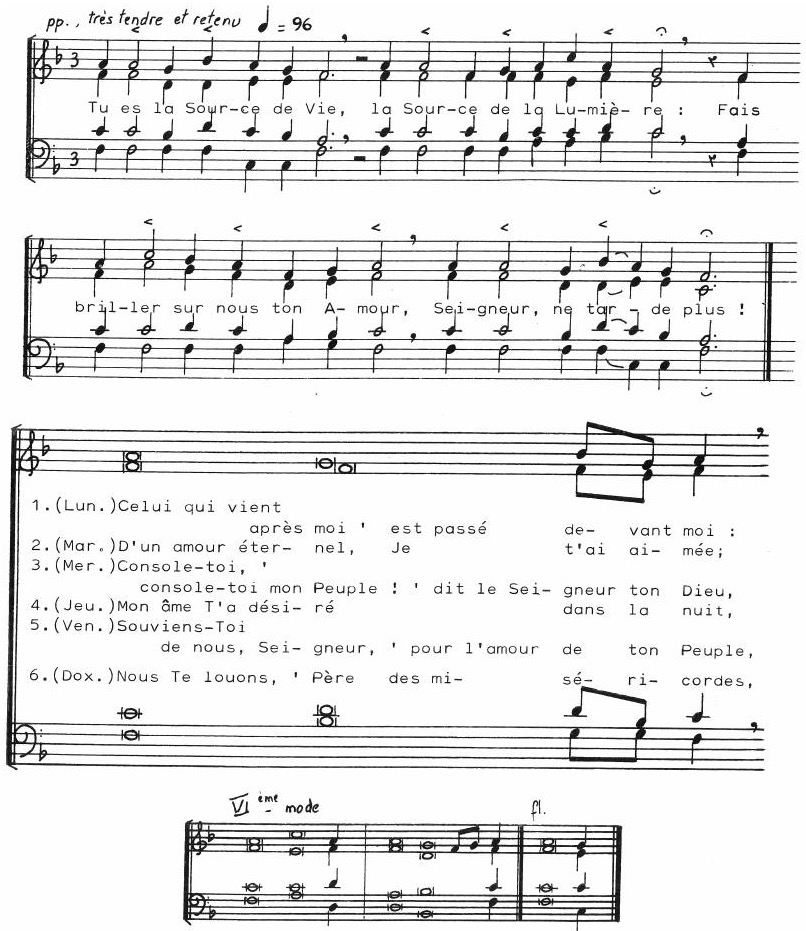 pp., très tendre et retenu ♩ = 96
Tu es la Sour-ce de Vie, la Sour-ce de la Lu-miè- re : Fais
bril-ler sur nous ton A- mour, Sei-gneur, ne tar - de plus !
1.(Lun.)Celui qui vient
après moi ' est passé de- vant moi :
2.(Mar.)D'un amour éter- nel, Je t'ai ai- mée;
3.(Mer.)Console-toi, '
console-toi mon Peuple ! ' dit le Sei- gneur ton Dieu,
4.(Jeu.)Mon âme T'a dési- ré dans la nuit,
5.(Ven.)Souviens-Toi
de nous, Sei- gneur, ' pour l'amour de ton Peuple,
6.(Dox.)Nous Te louons, ' Père des mi- sé- ri- cordes,
VI ème mode fl.